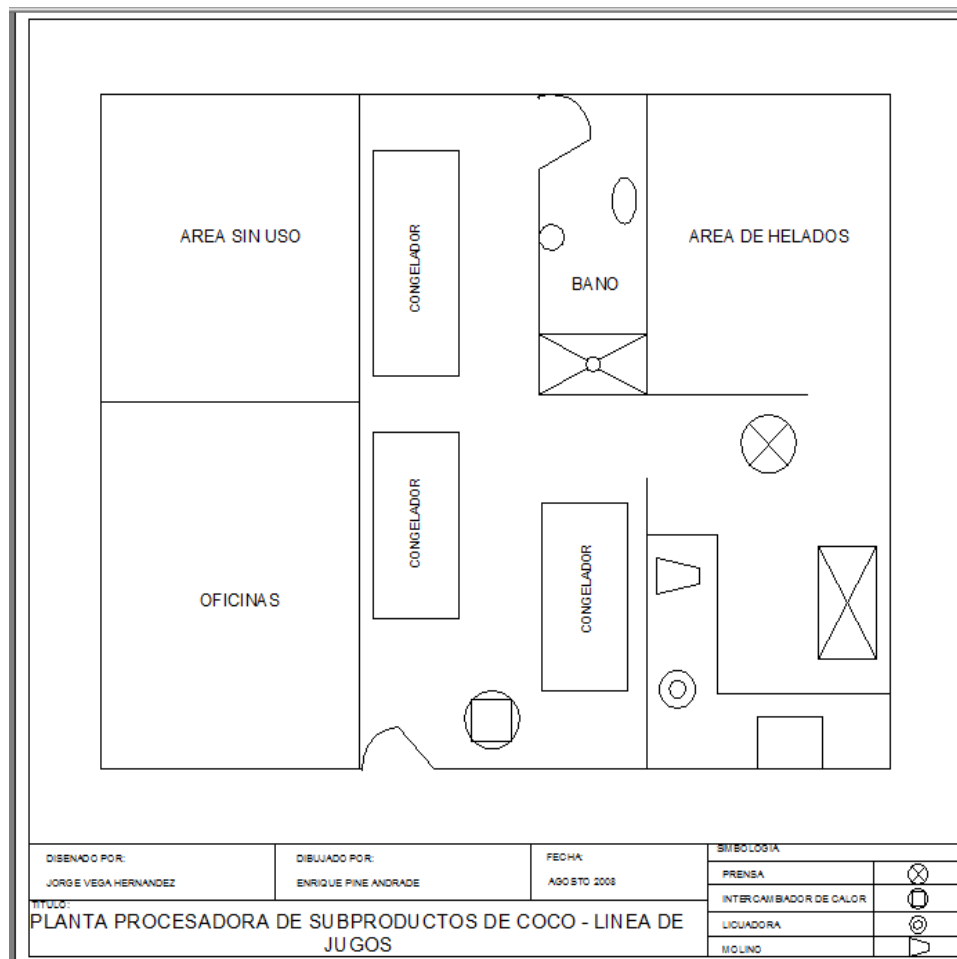 AREA SIN USO
CONGELADOR
AREA DE HELADOS
BANO
CONGELADOR
CONGELADOR
OFICINAS
DISENADO POR:
JORGE VEGA HERNANDEZ
DIBUJADO POR:
ENRIQUE PINE ANDRADE
FECHA:
AGOSTO 2008
TITULO:
PLANTA PROCESADORA DE SUBPRODUCTOS DE COCO - LINEA DE
JUGOS
SIMBOLOGIA
PRENSA
INTERCAMBIADOR DE CALOR
LICUADORA
MOLINO